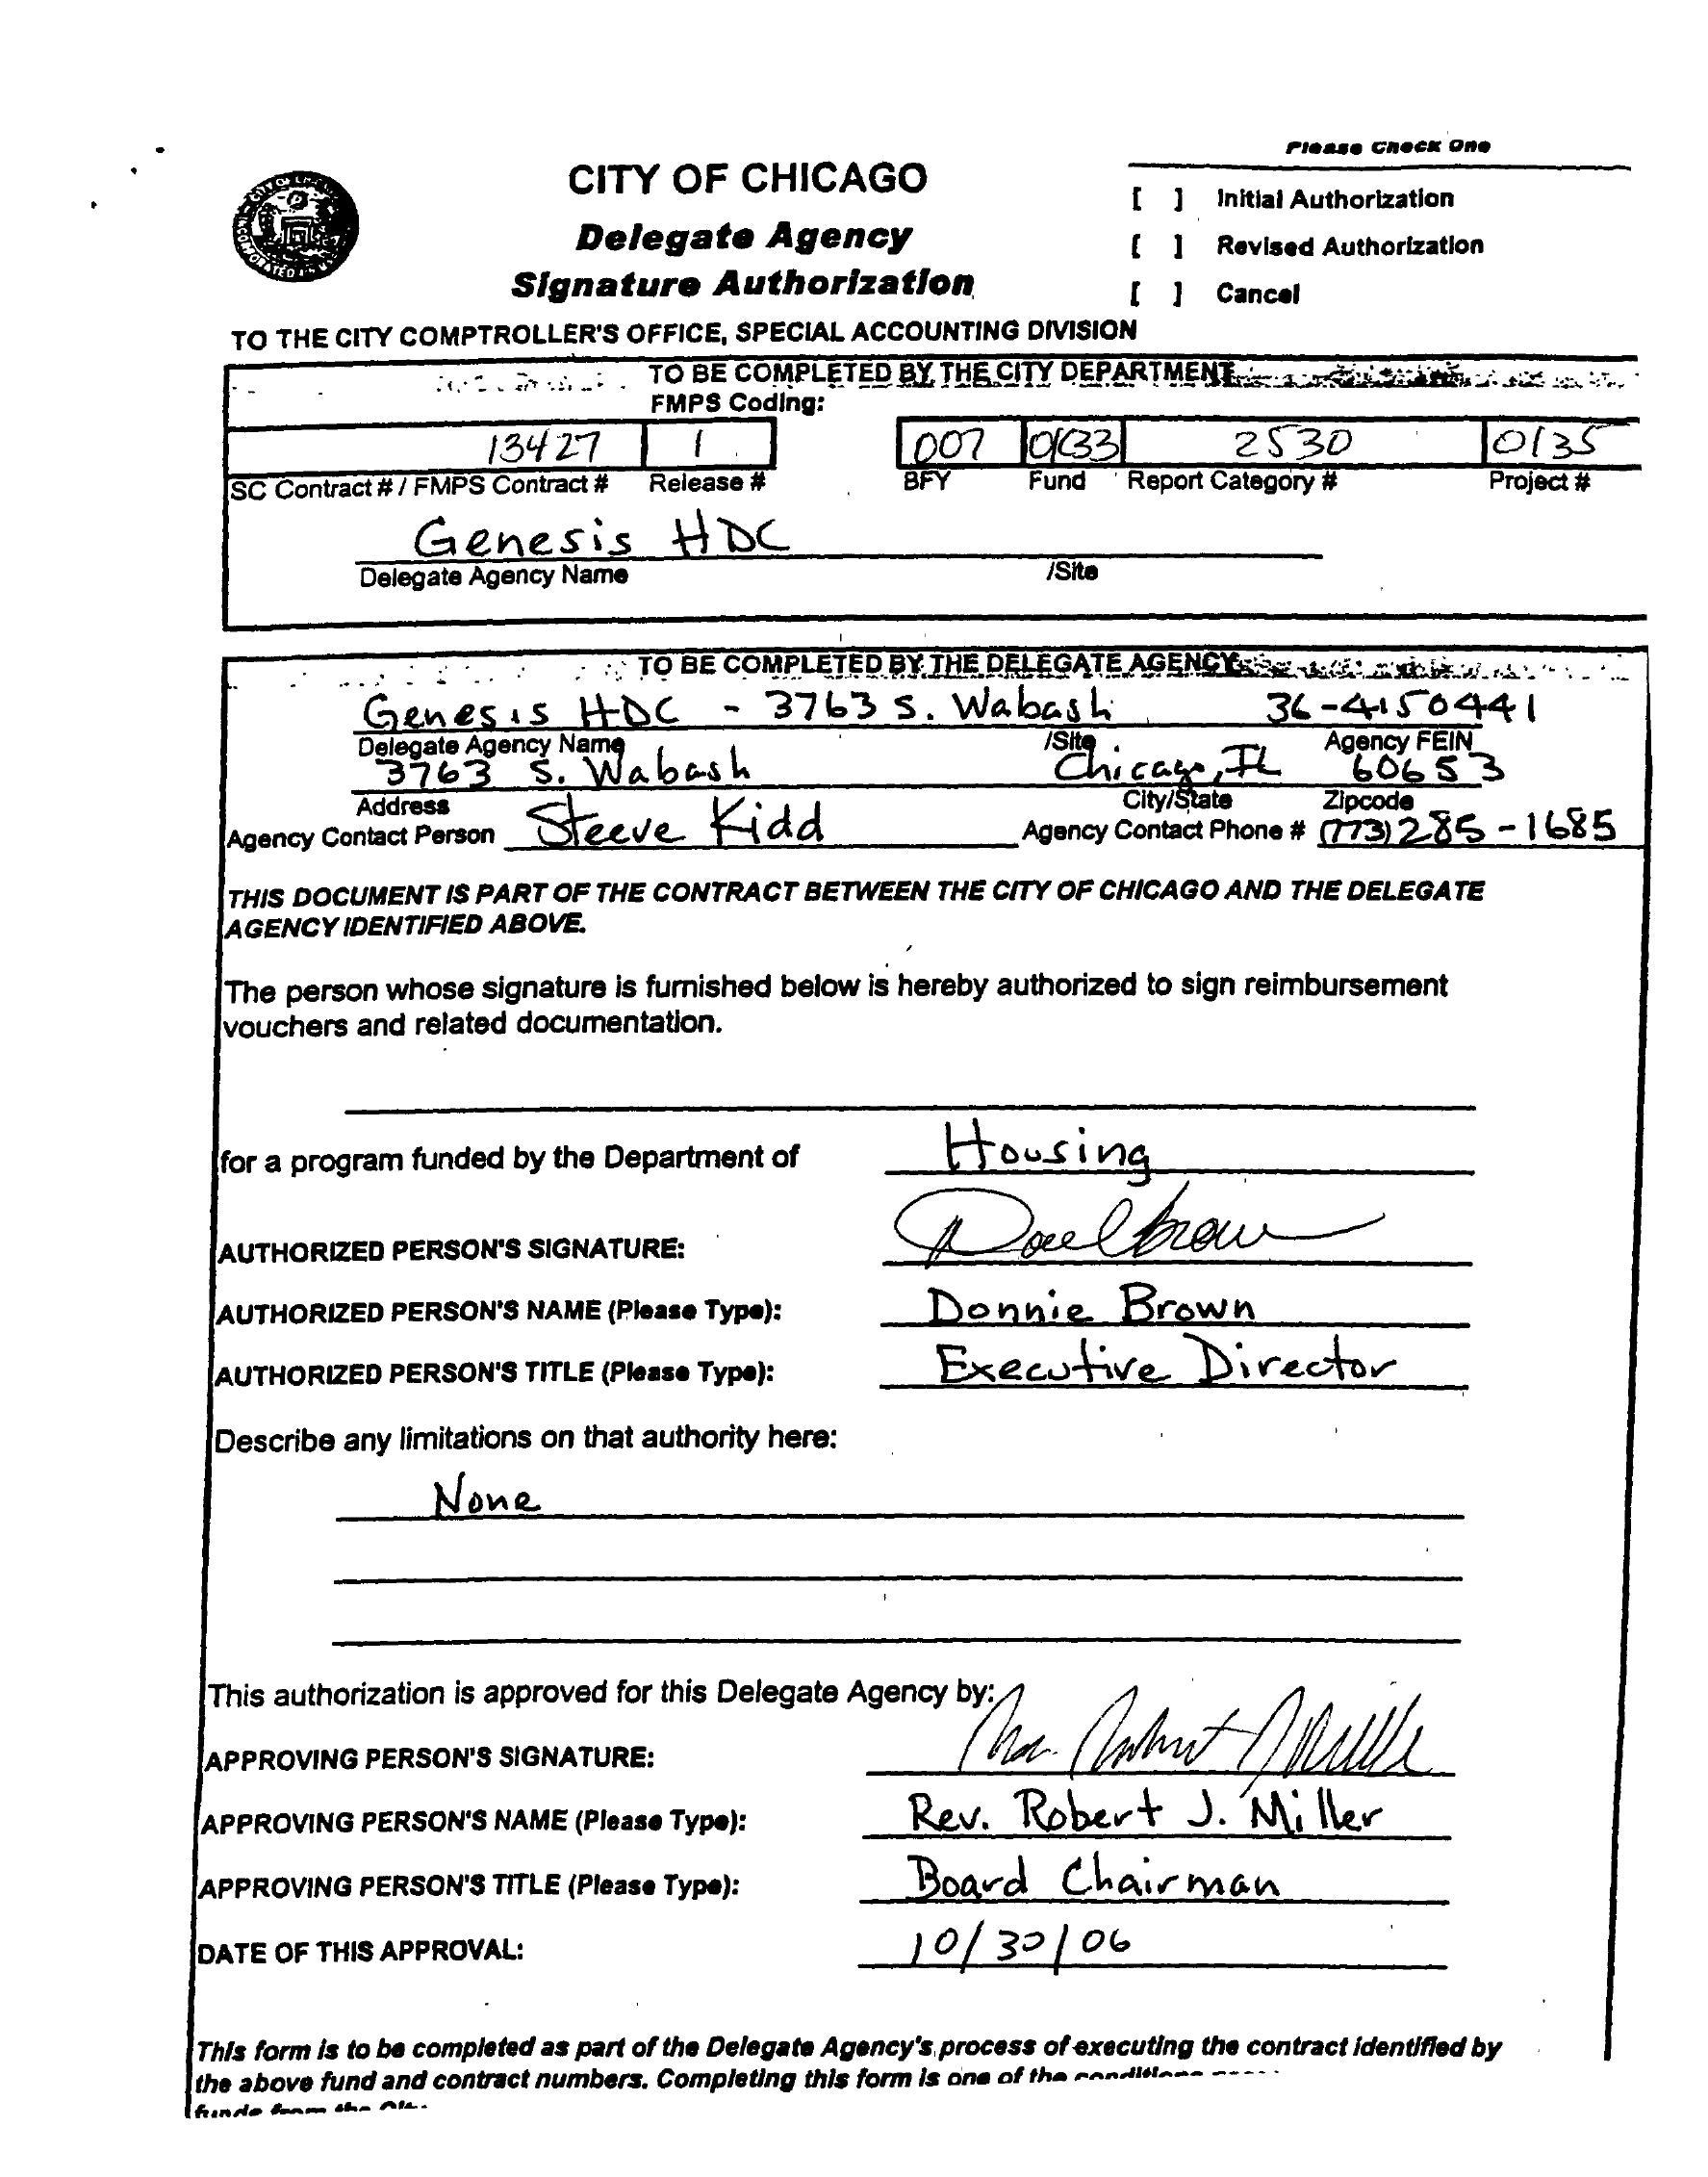 Please Check One
CITY OF CHICAGO
[ ] Initial Authorization
Delegate Agency
[ ] Revised Authorization
Signature Authorization
[ ] Cancel
TO THE CITY COMPTROLLER'S OFFICE, SPECIAL ACCOUNTING DIVISION
TO BE COMPLETED BY THE CITY DEPARTMENT
FMPS Coding:
13427 1 007 0633 2530 0135
SC Contract # / FMPS Contract # Release # BFY Fund Report Category # Project #
Genesis HDC
Delegate Agency Name /Site
TO BE COMPLETED BY THE DELEGATE AGENCY
Genesis HDC - 3763 S. Wabash 36-4150441
Delegate Agency Name /Site Agency FEIN
3763 S. Wabash Chicago, IL 60653
Address City/State Zipcode
Agency Contact Person Steeve Kidd Agency Contact Phone # (773) 285-1685
THIS DOCUMENT IS PART OF THE CONTRACT BETWEEN THE CITY OF CHICAGO AND THE DELEGATE
AGENCY IDENTIFIED ABOVE.
The person whose signature is furnished below is hereby authorized to sign reimbursement
vouchers and related documentation.
for a program funded by the Department of Housing
AUTHORIZED PERSON'S SIGNATURE:
AUTHORIZED PERSON'S NAME (Please Type): Donnie Brown
AUTHORIZED PERSON'S TITLE (Please Type): Executive Director
Describe any limitations on that authority here:
None
This authorization is approved for this Delegate Agency by:
APPROVING PERSON'S SIGNATURE:
APPROVING PERSON'S NAME (Please Type): Rev. Robert J. Miller
APPROVING PERSON'S TITLE (Please Type): Board Chairman
DATE OF THIS APPROVAL: 10/30/06
This form is to be completed as part of the Delegate Agency's process of executing the contract identified by
the above fund and contract numbers. Completing this form is one of the conditions
funds from the City